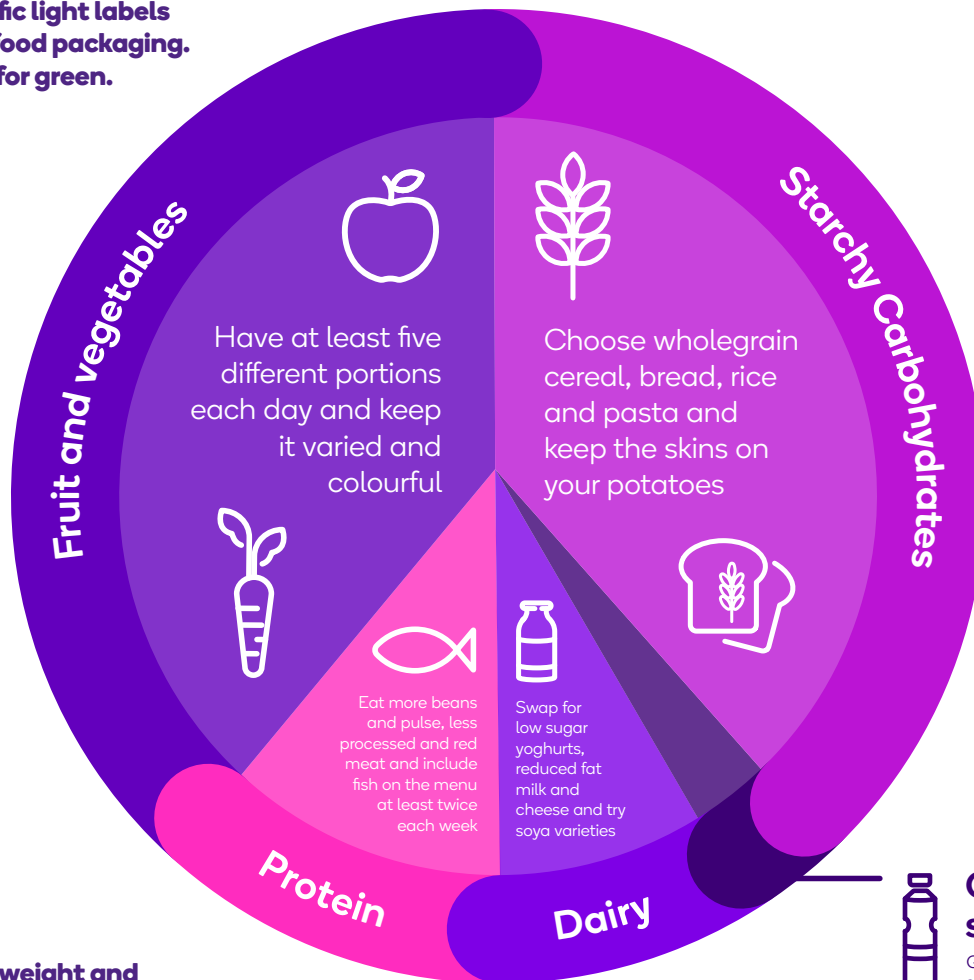 fic light labels
food packaging.
for green.
Fruit and vegetables
Have at least five
different portions
each day and keep
it varied and
colourful
Starchy Carbohydrates
Choose wholegrain
cereal, bread, rice
and pasta and
keep the skins on
your potatoes
Eat more beans
and pulse, less
processed and red
meat and include
fish on the menu
at least twice
each week
Protein
Swap for
low sugar
yoghurts,
reduced fat
milk and
cheese and try
soya varieties
Dairy
weight and